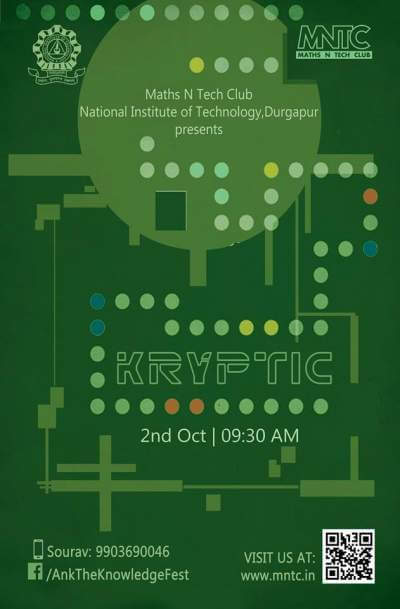 MNTC
MATHS N TECH CLUB
Maths N Tech Club
National Institute of Technology,Durgapur
presents
KRYPTIC
2nd Oct | 09:30 AM
Sourav: 9903690046
/AnkTheKnowledgeFest
VISIT US AT:
www.mntc.in